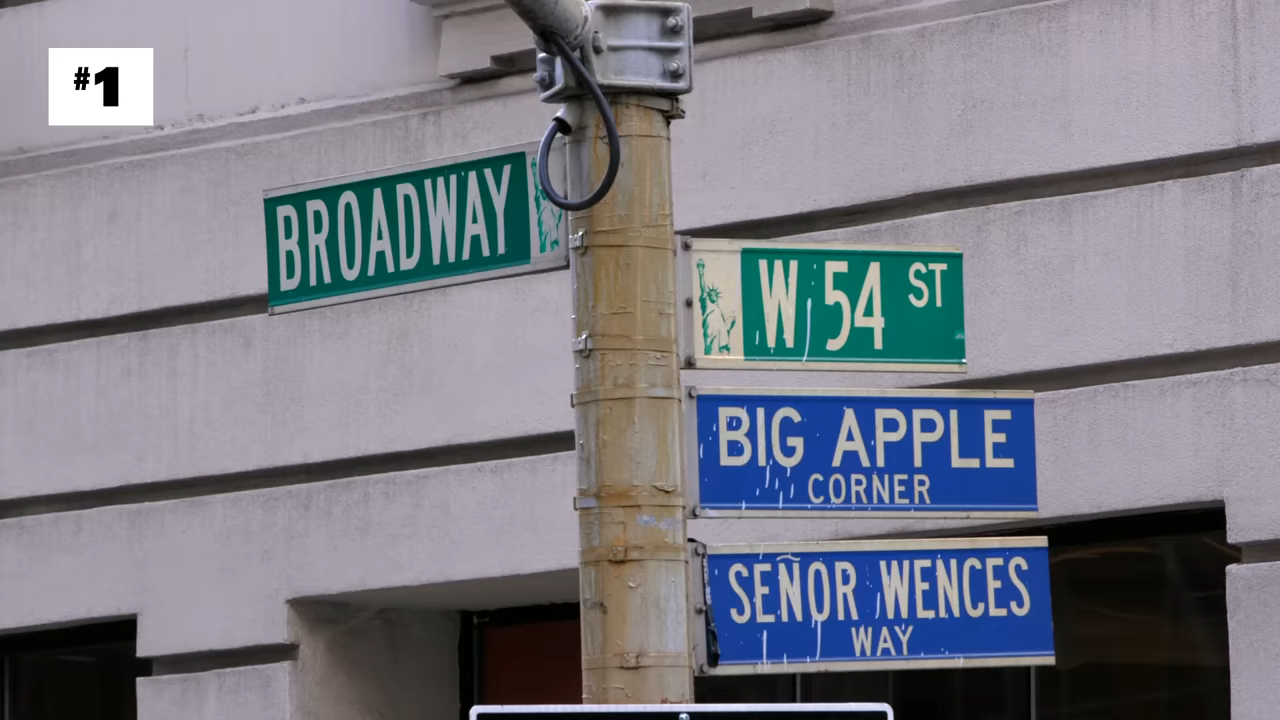 #1
BROADWAY
W 54 ST
BIG APPLE
CORNER
SEÑOR WENCES
WAY